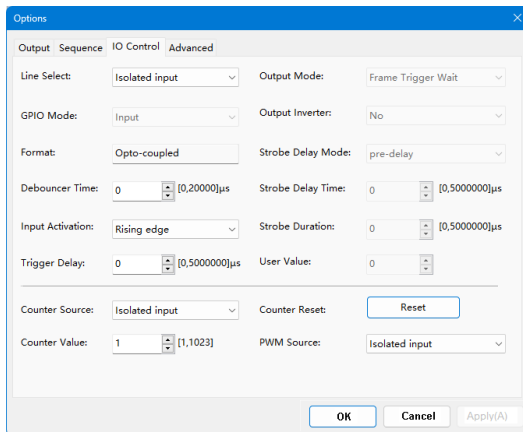 Options
Output Sequence IO Control Advanced
Line Select: Isolated input Output Mode: Frame Trigger Wait
GPIO Mode: Input Output Inverter: No
Format: Opto-coupled Strobe Delay Mode: pre-delay
Debouncer Time: 0 [0,20000]µs Strobe Delay Time: 0 [0,5000000]µs
Input Activation: Rising edge Strobe Duration: 0 [0,5000000]µs
Trigger Delay: 0 [0,5000000]µs User Value: 0
Counter Source: Isolated input Counter Reset: Reset
Counter Value: 1 [1,1023] PWM Source: Isolated input
OK Cancel Apply(A)